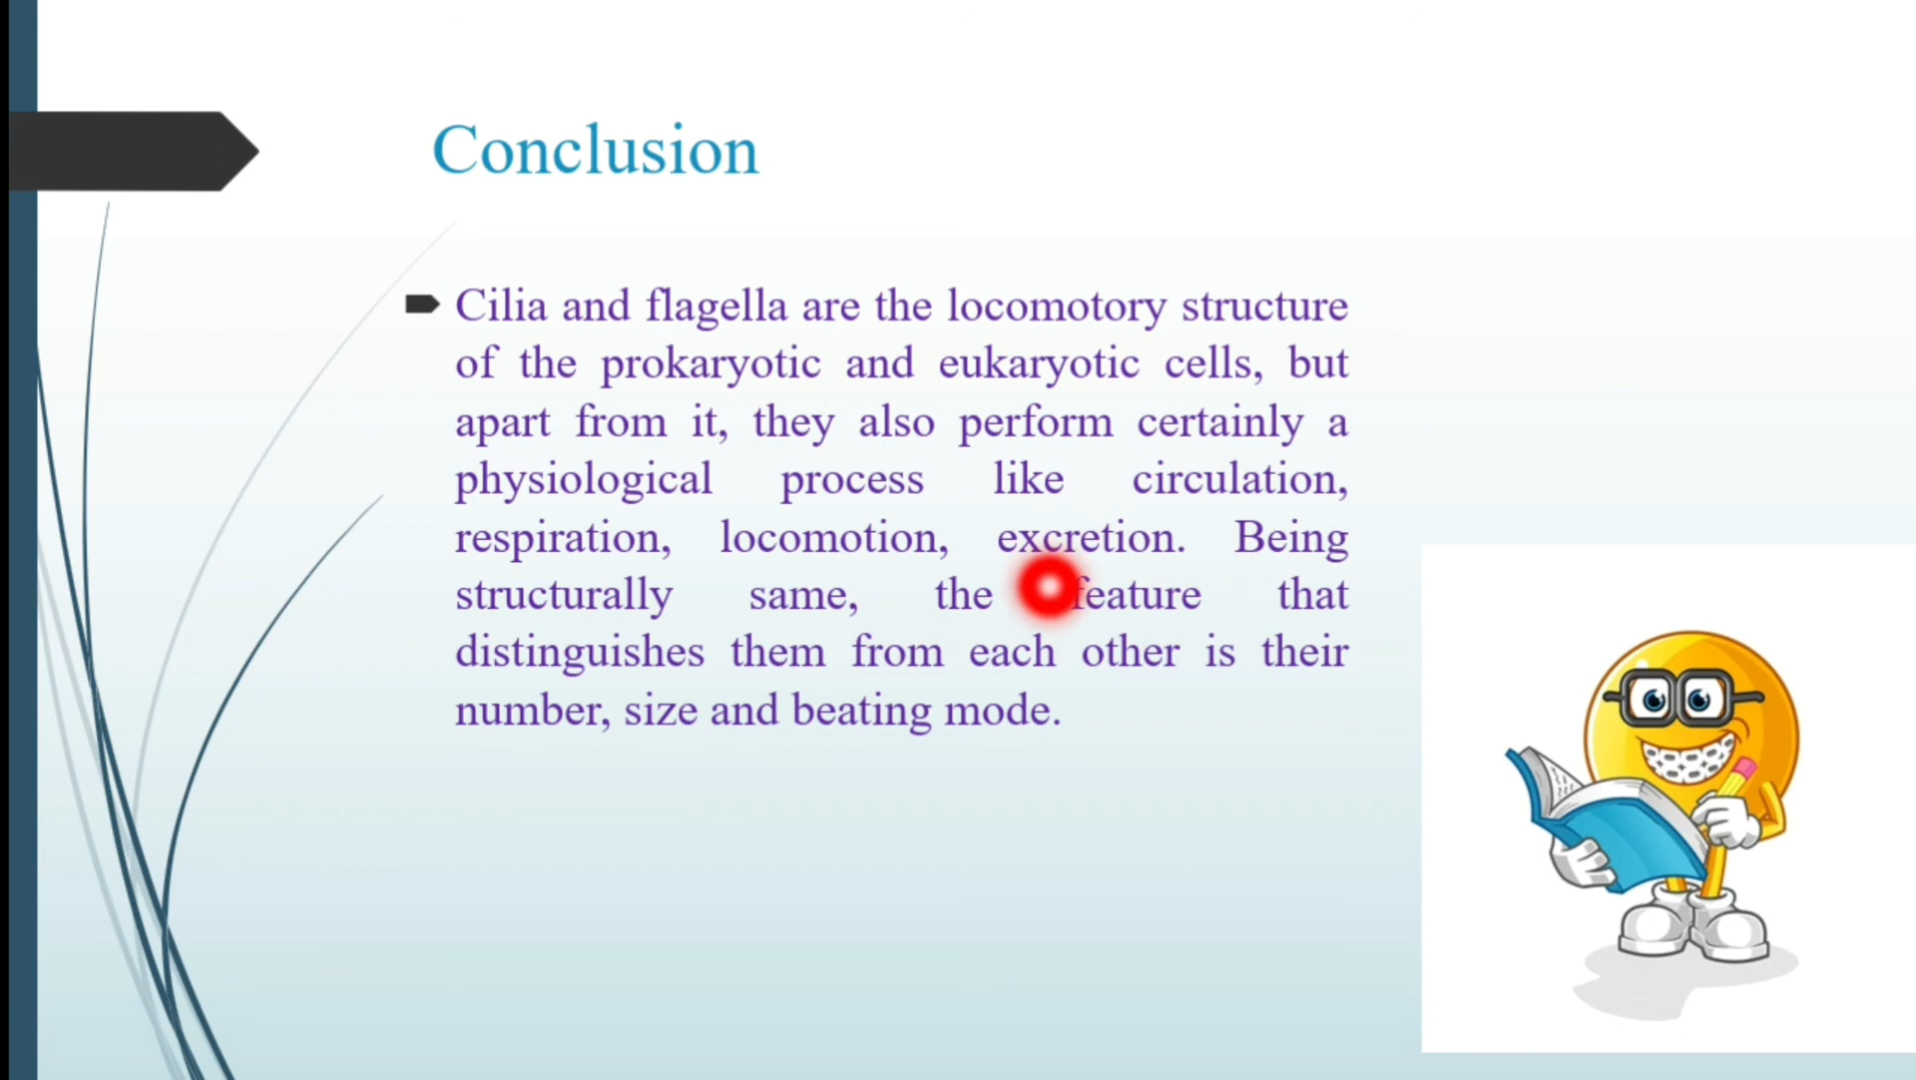 Conclusion
Cilia and flagella are the locomotory structure
of the prokaryotic and eukaryotic cells, but
apart from it, they also perform certainly a
physiological process like circulation,
respiration, locomotion, excretion. Being
structurally same, the feature that
distinguishes them from each other is their
number, size and beating mode.